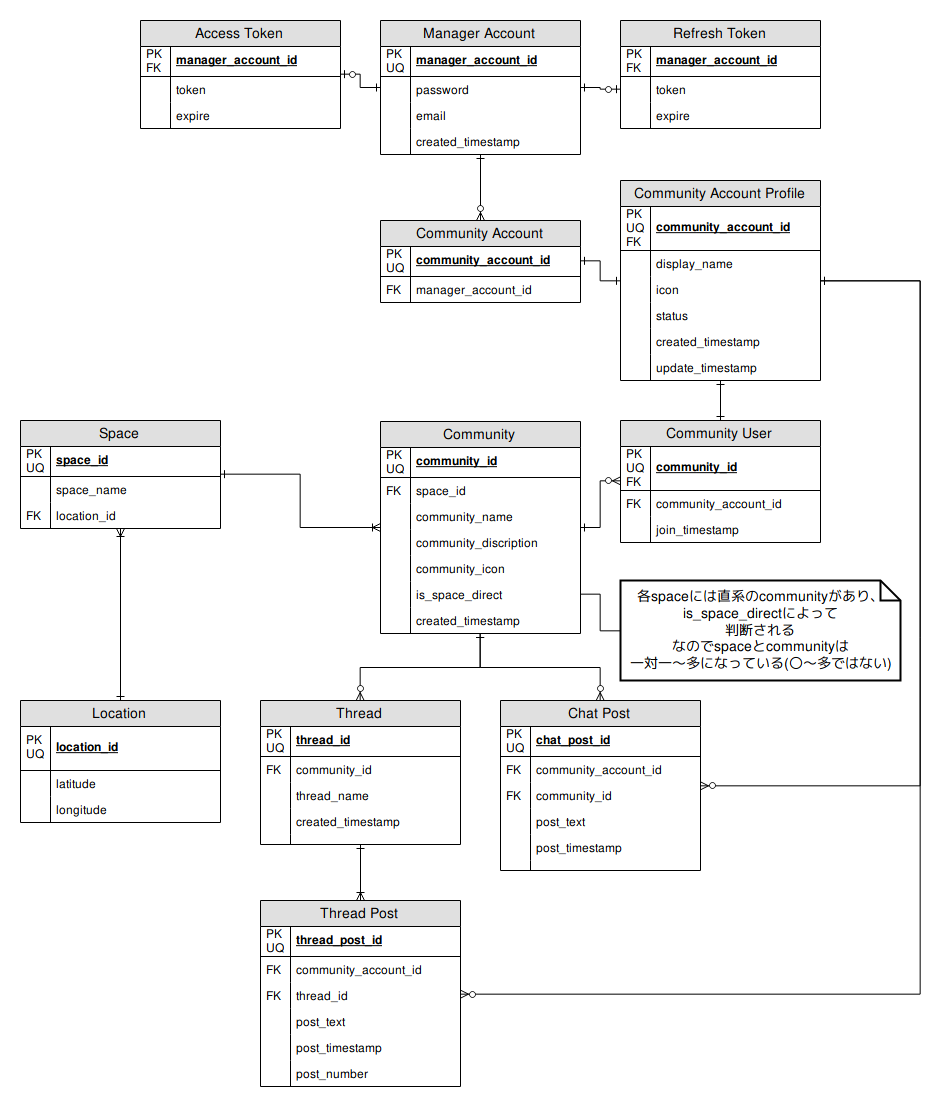 Access Token
PK
FK
manager_account_id
token
expire
Manager Account
PK
UQ
manager_account_id
password
email
created_timestamp
Refresh Token
PK
FK
manager_account_id
token
expire
Community Account Profile
PK
UQ
FK
community_account_id
display_name
icon
status
created_timestamp
update_timestamp
Community Account
PK
UQ
community_account_id
FK manager_account_id
Space
PK
UQ
space_id
space_name
FK location_id
Community
PK
UQ
community_id
FK space_id
community_name
community_discription
community_icon
is_space_direct
created_timestamp
Community User
PK
UQ
FK
community_id
FK community_account_id
join_timestamp
各spaceには直系のcommunityがあり、
is_space_directによって
判断される
なのでspaceとcommunityは
一対一～多になっている(〇～多ではない)
Location
PK
UQ
location_id
latitude
longitude
Thread
PK
UQ
thread_id
FK community_id
thread_name
created_timestamp
Chat Post
PK
UQ
chat_post_id
FK community_account_id
FK community_id
post_text
post_timestamp
Thread Post
PK
UQ
thread_post_id
FK community_account_id
FK thread_id
post_text
post_timestamp
post_number